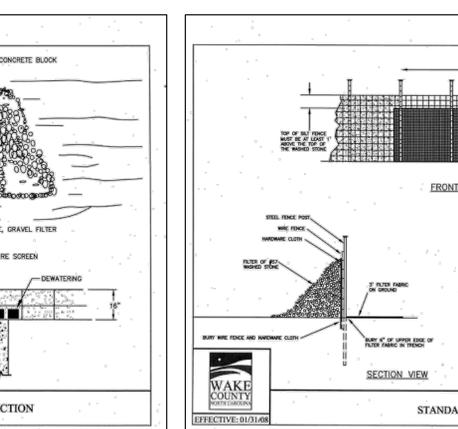 CONCRETE BLOCK
, GRAVEL FILTER
RE SCREEN
DEWATERING
16"
CTION
TOP OF SILT FENCE
MUST BE AT LEAST 1'
ABOVE THE TOP OF
THE WASHED STONE
FRONT
STEEL FENCE POST
WIRE FENCE
HARDWARE CLOTH
FILTER OF #57
WASHED STONE
3' FILTER FABRIC
ON GROUND
BURY WIRE FENCE AND HARDWARE CLOTH
BURY 6" OF UPPER EDGE OF
FILTER FABRIC IN TRENCH
SECTION VIEW
WAKE
COUNTY
NORTH CAROLINA
EFFECTIVE: 01/31/08
STANDA